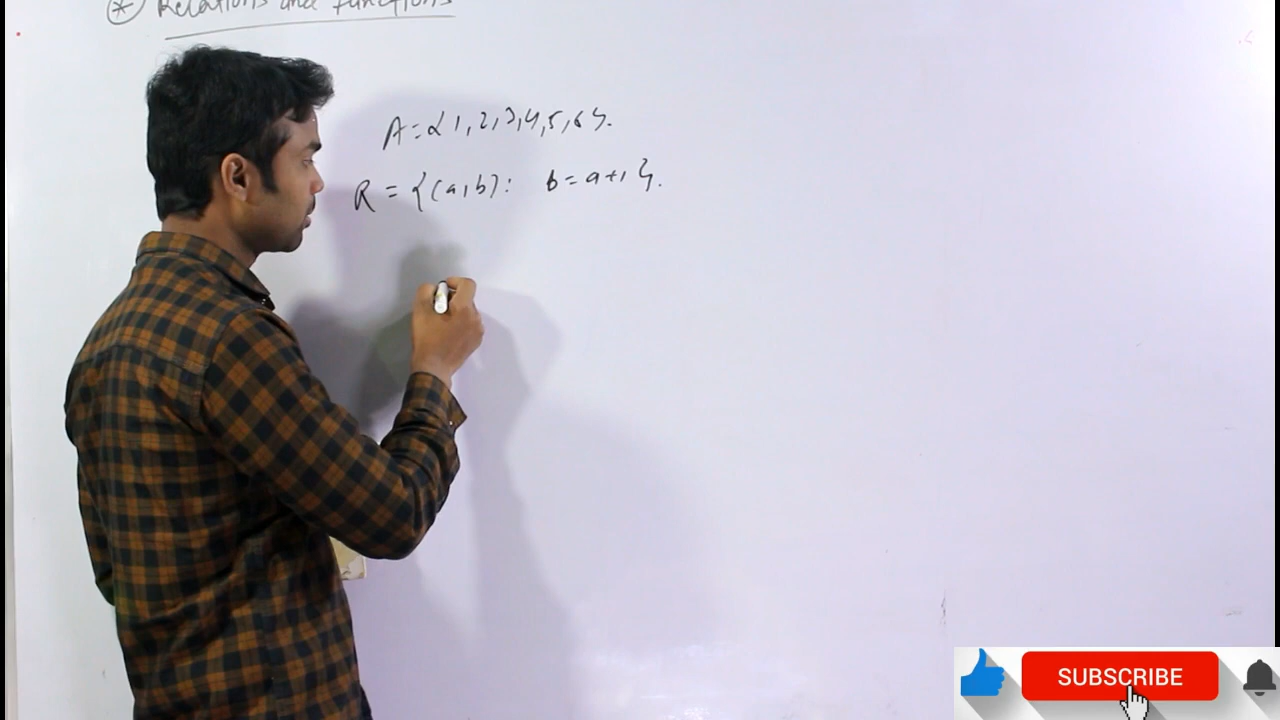 * Relations and functions
A = {1, 2, 3, 4, 5, 6}.
R = {(a, b): b = a + 1}.
SUBSCRIBE